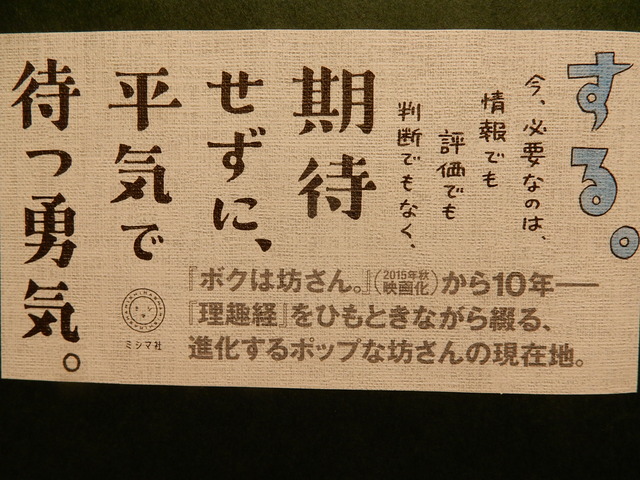 する。
今、必要なのは、
情報でも
評価でも
判断でもなく、
期待
せずに、
平気で
待つ勇気。
『ボクは坊さん。』(2015年秋映画化)から10年――
『理趣経』をひもときながら綴る、
進化するポップな坊さんの現在地。
ミシマ社